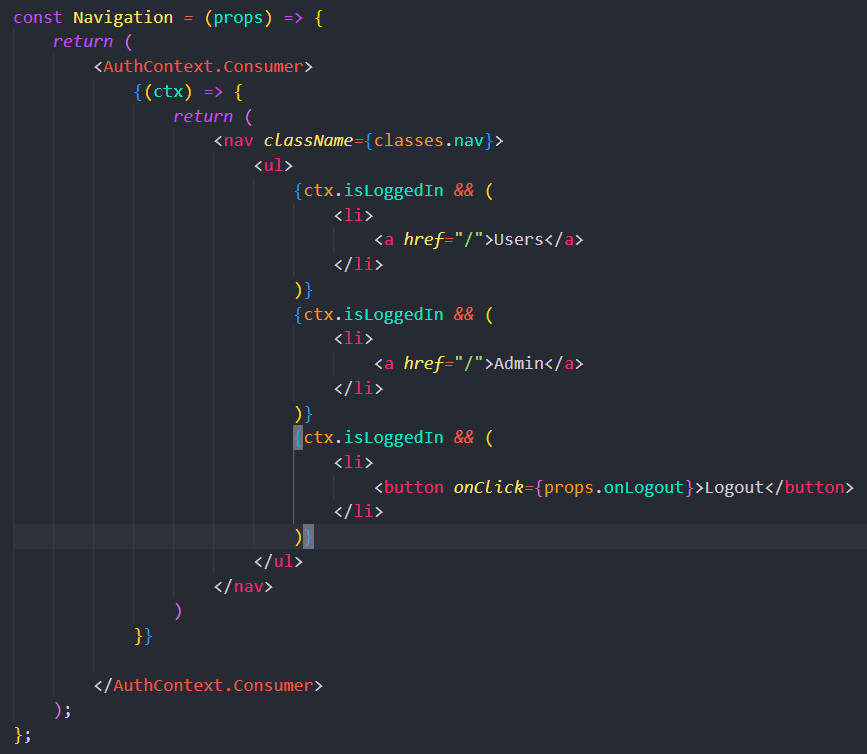 const Navigation = (props) => {
    return (
        <AuthContext.Consumer>
            {(ctx) => {
                return (
                    <nav className={classes.nav}>
                        <ul>
                            {ctx.isLoggedIn && (
                                <li>
                                    <a href="/">Users</a>
                                </li>
                            )}
                            {ctx.isLoggedIn && (
                                <li>
                                    <a href="/">Admin</a>
                                </li>
                            )}
                            {ctx.isLoggedIn && (
                                <li>
                                    <button onClick={props.onLogout}>Logout</button>
                                </li>
                            )}
                        </ul>
                    </nav>
                )
            }}

        </AuthContext.Consumer>
    );
};